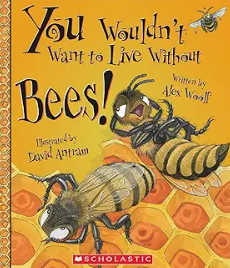 You Wouldn't
Want to Live Without
Bees!
Written by
Alex Woolf
Illustrated by
David Antram
SCHOLASTIC